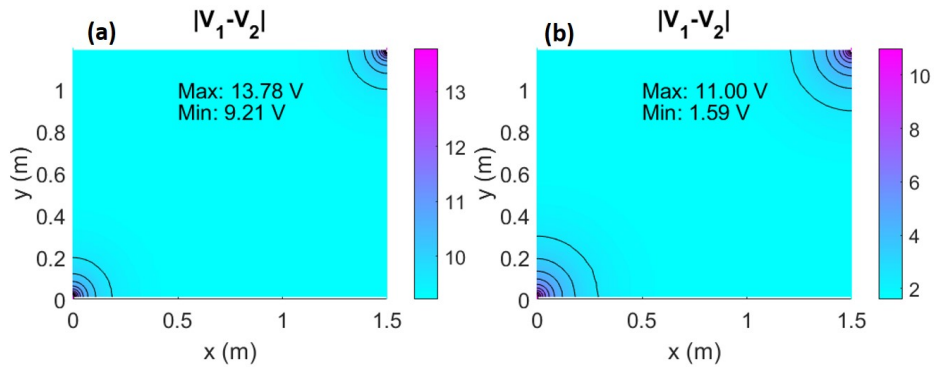 (a)
|V1-V2|
Max: 13.78 V
Min: 9.21 V
1
0.8
0.6
0.4
0.2
0
y (m)
0
0.5
1
1.5
x (m)
13
12
11
10
(b)
|V1-V2|
Max: 11.00 V
Min: 1.59 V
1
0.8
0.6
0.4
0.2
0
y (m)
0
0.5
1
1.5
x (m)
10
8
6
4
2